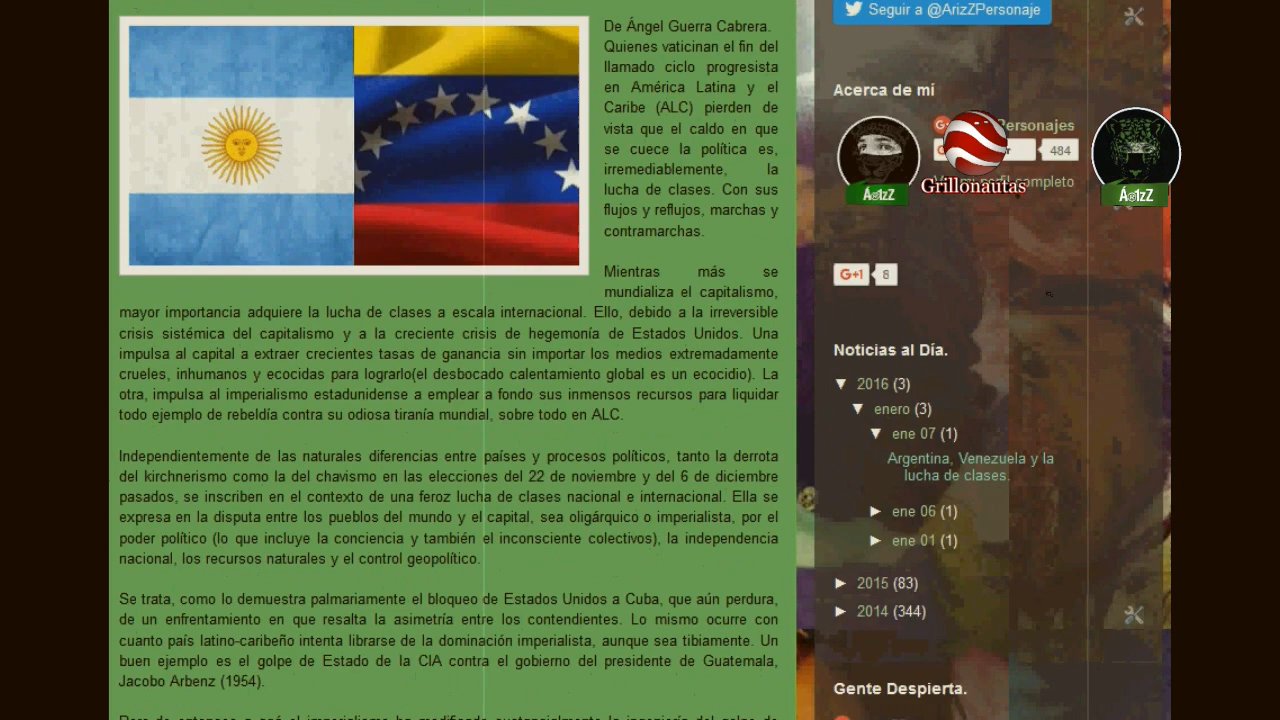 De Ángel Guerra Cabrera.
Quienes vaticinan el fin del
llamado ciclo progresista
en América Latina y el
Caribe (ALC) pierden de
vista que el caldo en que
se cuece la política es,
irremediablemente, la
lucha de clases. Con sus
flujos y reflujos, marchas y
contramarchas.
Mientras más se
mundializa el capitalismo,
mayor importancia adquiere la lucha de clases a escala internacional. Ello, debido a la irreversible
crisis sistémica del capitalismo y a la creciente crisis de hegemonía de Estados Unidos. Una
impulsa al capital a extraer crecientes tasas de ganancia sin importar los medios extremadamente
crueles, inhumanos y ecocidas para lograrlo(el desbocado calentamiento global es un ecocidio). La
otra, impulsa al imperialismo estadunidense a emplear a fondo sus inmensos recursos para liquidar
todo ejemplo de rebeldía contra su odiosa tiranía mundial, sobre todo en ALC.
Independientemente de las naturales diferencias entre países y procesos políticos, tanto la derrota
del kirchnerismo como la del chavismo en las elecciones del 22 de noviembre y del 6 de diciembre
pasados, se inscriben en el contexto de una feroz lucha de clases nacional e internacional. Ella se
expresa en la disputa entre los pueblos del mundo y el capital, sea oligárquico o imperialista, por el
poder político (lo que incluye la conciencia y también el inconsciente colectivos), la independencia
nacional, los recursos naturales y el control geopolítico.
Se trata, como lo demuestra palmariamente el bloqueo de Estados Unidos a Cuba, que aún perdura,
de un enfrentamiento en que resalta la asimetría entre los contendientes. Lo mismo ocurre con
cuanto país latino-caribeño intenta librarse de la dominación imperialista, aunque sea tibiamente. Un
buen ejemplo es el golpe de Estado de la CIA contra el gobierno del presidente de Guatemala,
Jacobo Arbenz (1954).
Seguir a @ArizZPersonaje
Acerca de mí
Personajes
484
perfil completo
Grillonautas
Á@1zZ
Á@1zZ
G+1 8
Noticias al Día.
▼ 2016 (3)
▼ enero (3)
▼ ene 07 (1)
Argentina, Venezuela y la
lucha de clases.
► ene 06 (1)
► ene 01 (1)
► 2015 (83)
► 2014 (344)
Gente Despierta.